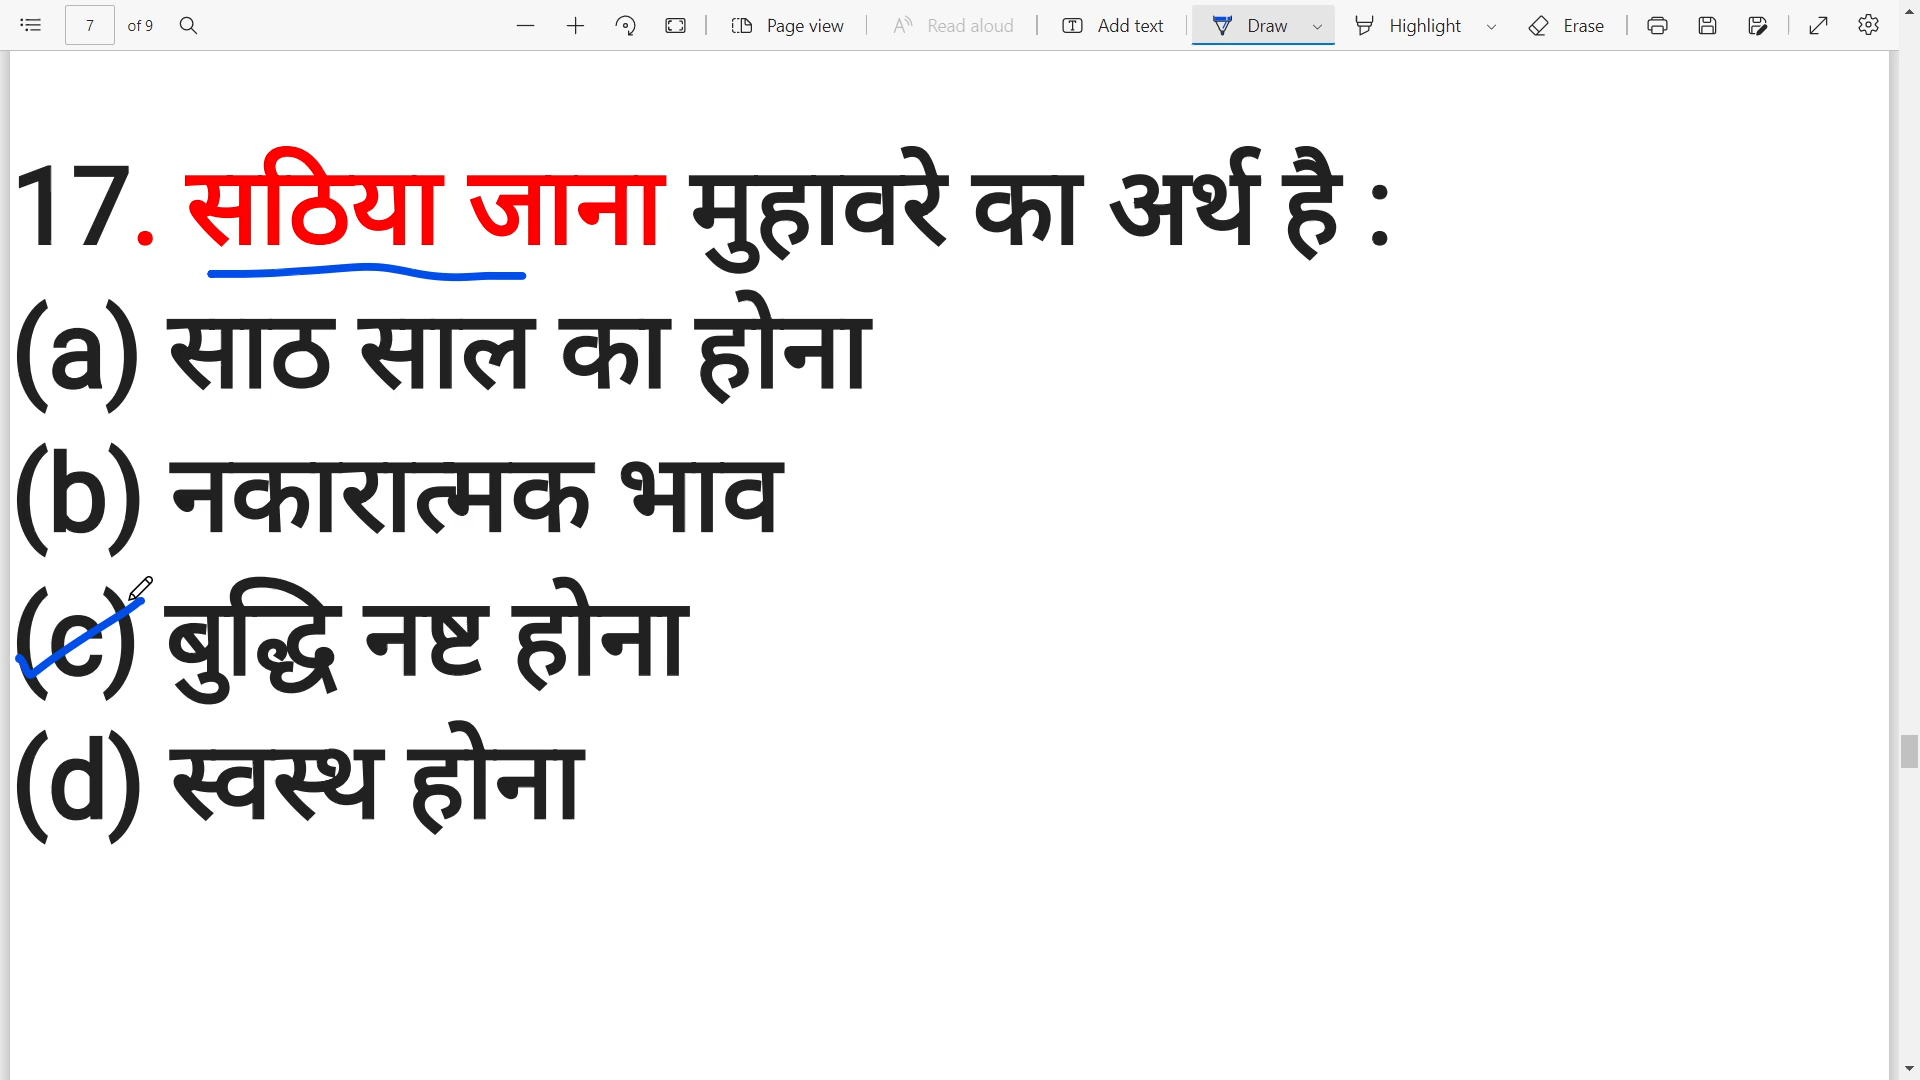 7 of 9 Page view Read aloud Add text Draw Highlight Erase
17. सठिया जाना मुहावरे का अर्थ है :
(a) साठ साल का होना
(b) नकारात्मक भाव
(c) बुद्धि नष्ट होना
(d) स्वस्थ होना